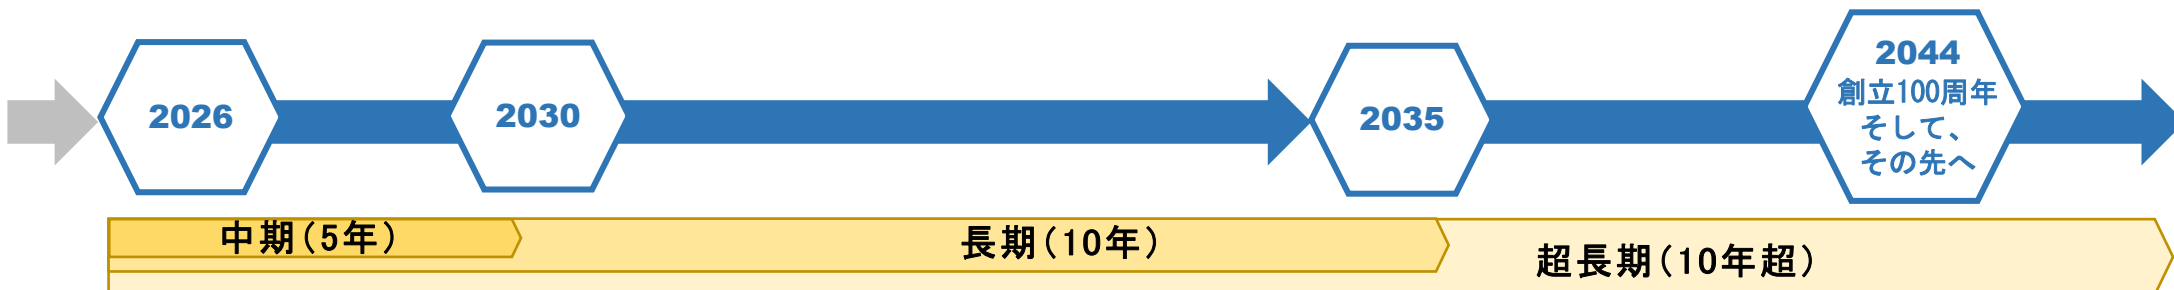 2026
2030
2035
2044
創立100周年
そして、
その先へ
中期(5年)
長期(10年)
超長期(10年超)